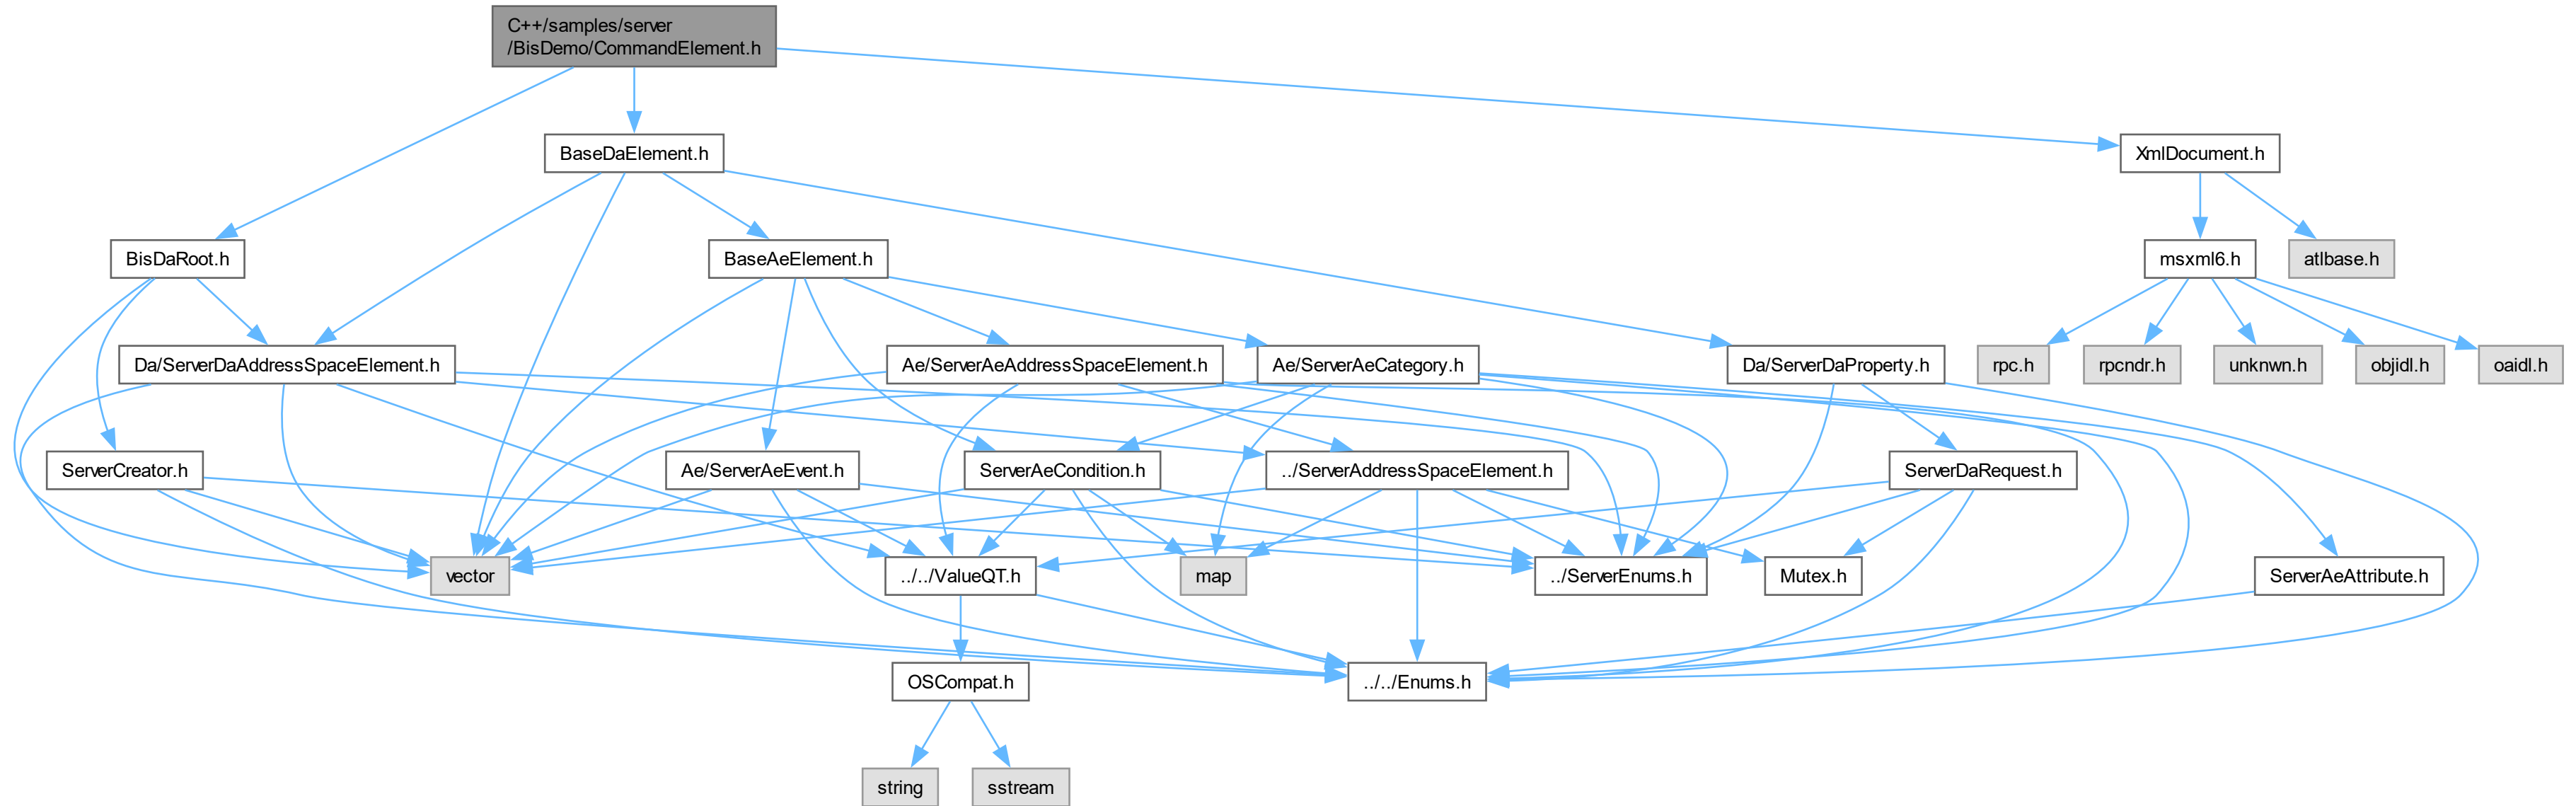 C++/samples/server
/BisDemo/CommandElement.h
BaseDaElement.h
XmlDocument.h
BisDaRoot.h
BaseAeElement.h
msxml6.h
atlbase.h
Da/ServerDaAddressSpaceElement.h
Ae/ServerAeAddressSpaceElement.h
Ae/ServerAeCategory.h
Da/ServerDaProperty.h
rpc.h
rpcndr.h
unknwn.h
objidl.h
oaidl.h
ServerCreator.h
Ae/ServerAeEvent.h
ServerAeCondition.h
../ServerAddressSpaceElement.h
ServerDaRequest.h
vector
../../ValueQT.h
map
../ServerEnums.h
Mutex.h
ServerAeAttribute.h
OSCompat.h
../../Enums.h
string
sstream